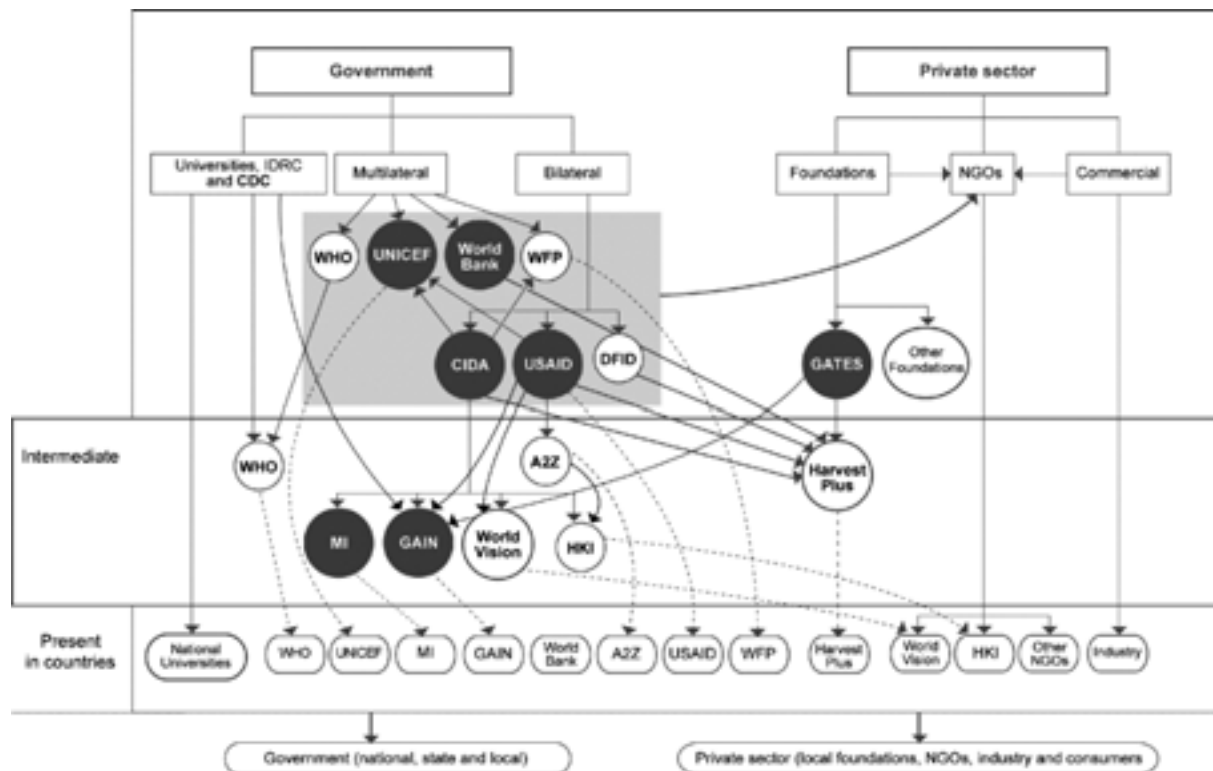 Government
Private sector
Universities, IDRC
and CDC
Multilateral
Bilateral
Foundations
NGOs
Commercial
WHO
UNICEF
World
Bank
WFP
CIDA
USAID
DFID
GATES
Other
Foundations
Intermediate
WHO
A2Z
Harvest
Plus
MI
GAIN
World
Vision
HKI
Present
in countries
National
Universities
WHO
UNICEF
MI
GAIN
World
Bank
A2Z
USAID
WFP
Harvest
Plus
World
Vision
HKI
Other
NGOs
Industry
Government (national, state and local)
Private sector (local foundations, NGOs, industry and consumers